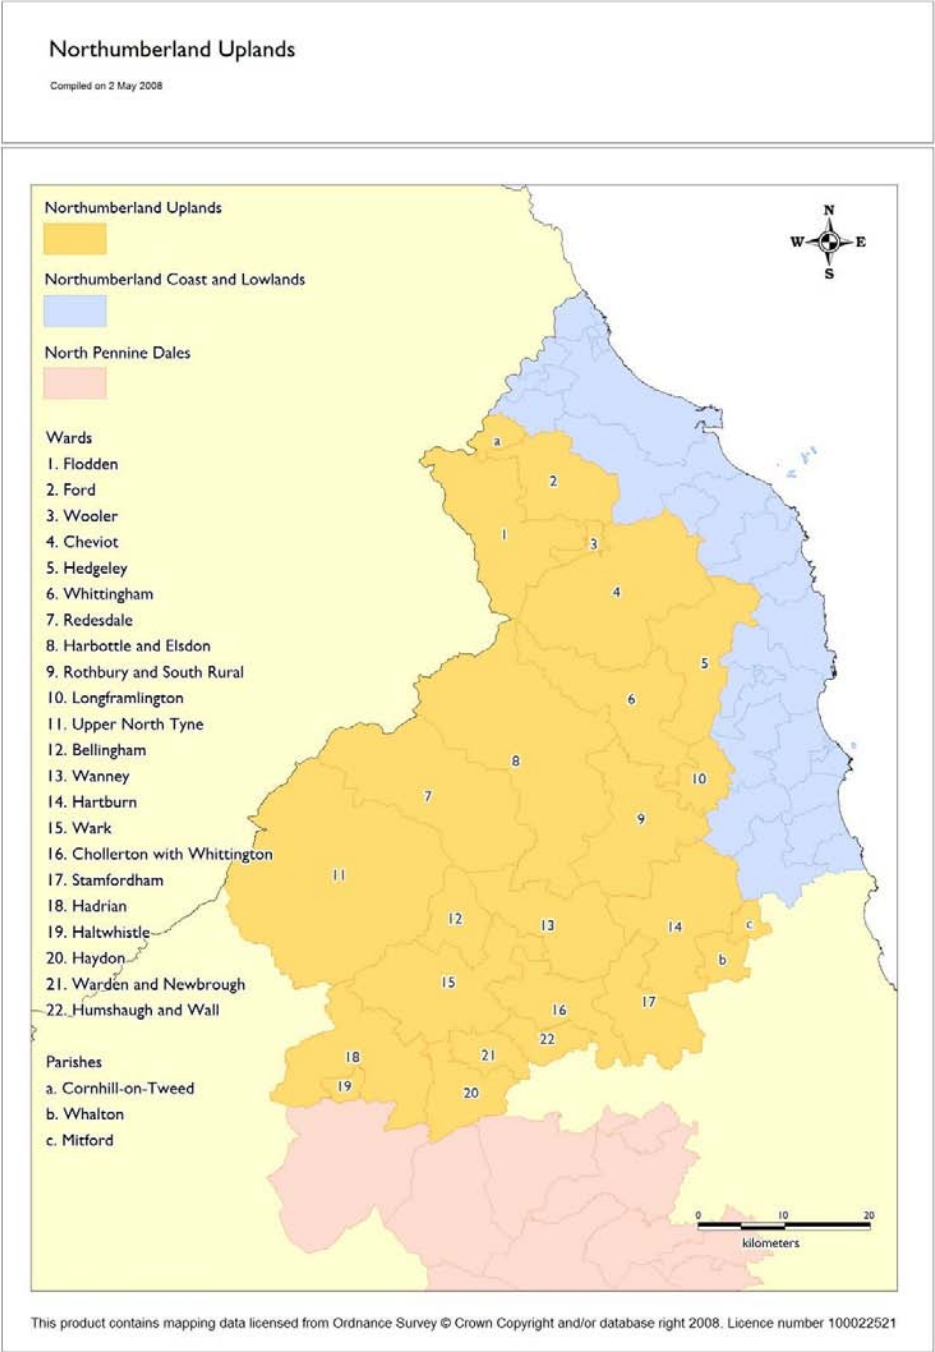 Northumberland Uplands
Compiled on 2 May 2008
Northumberland Uplands
Northumberland Coast and Lowlands
North Pennine Dales
Wards
1. Flodden
2. Ford
3. Wooler
4. Cheviot
5. Hedgeley
6. Whittingham
7. Redesdale
8. Harbottle and Elsdon
9. Rothbury and South Rural
10. Longframlington
11. Upper North Tyne
12. Bellingham
13. Wanney
14. Hartburn
15. Wark
16. Chollerton with Whittington
17. Stamfordham
18. Hadrian
19. Haltwhistle
20. Haydon
21. Warden and Newbrough
22. Humshaugh and Wall
Parishes
a. Cornhill-on-Tweed
b. Whalton
c. Mitford
N
W E
S
a
2
1
3
4
5
6
8
10
7
9
11
12
13
14
c
b
15
17
16
22
18
21
19
20
0 10 20
kilometers
This product contains mapping data licensed from Ordnance Survey © Crown Copyright and/or database right 2008. Licence number 100022521